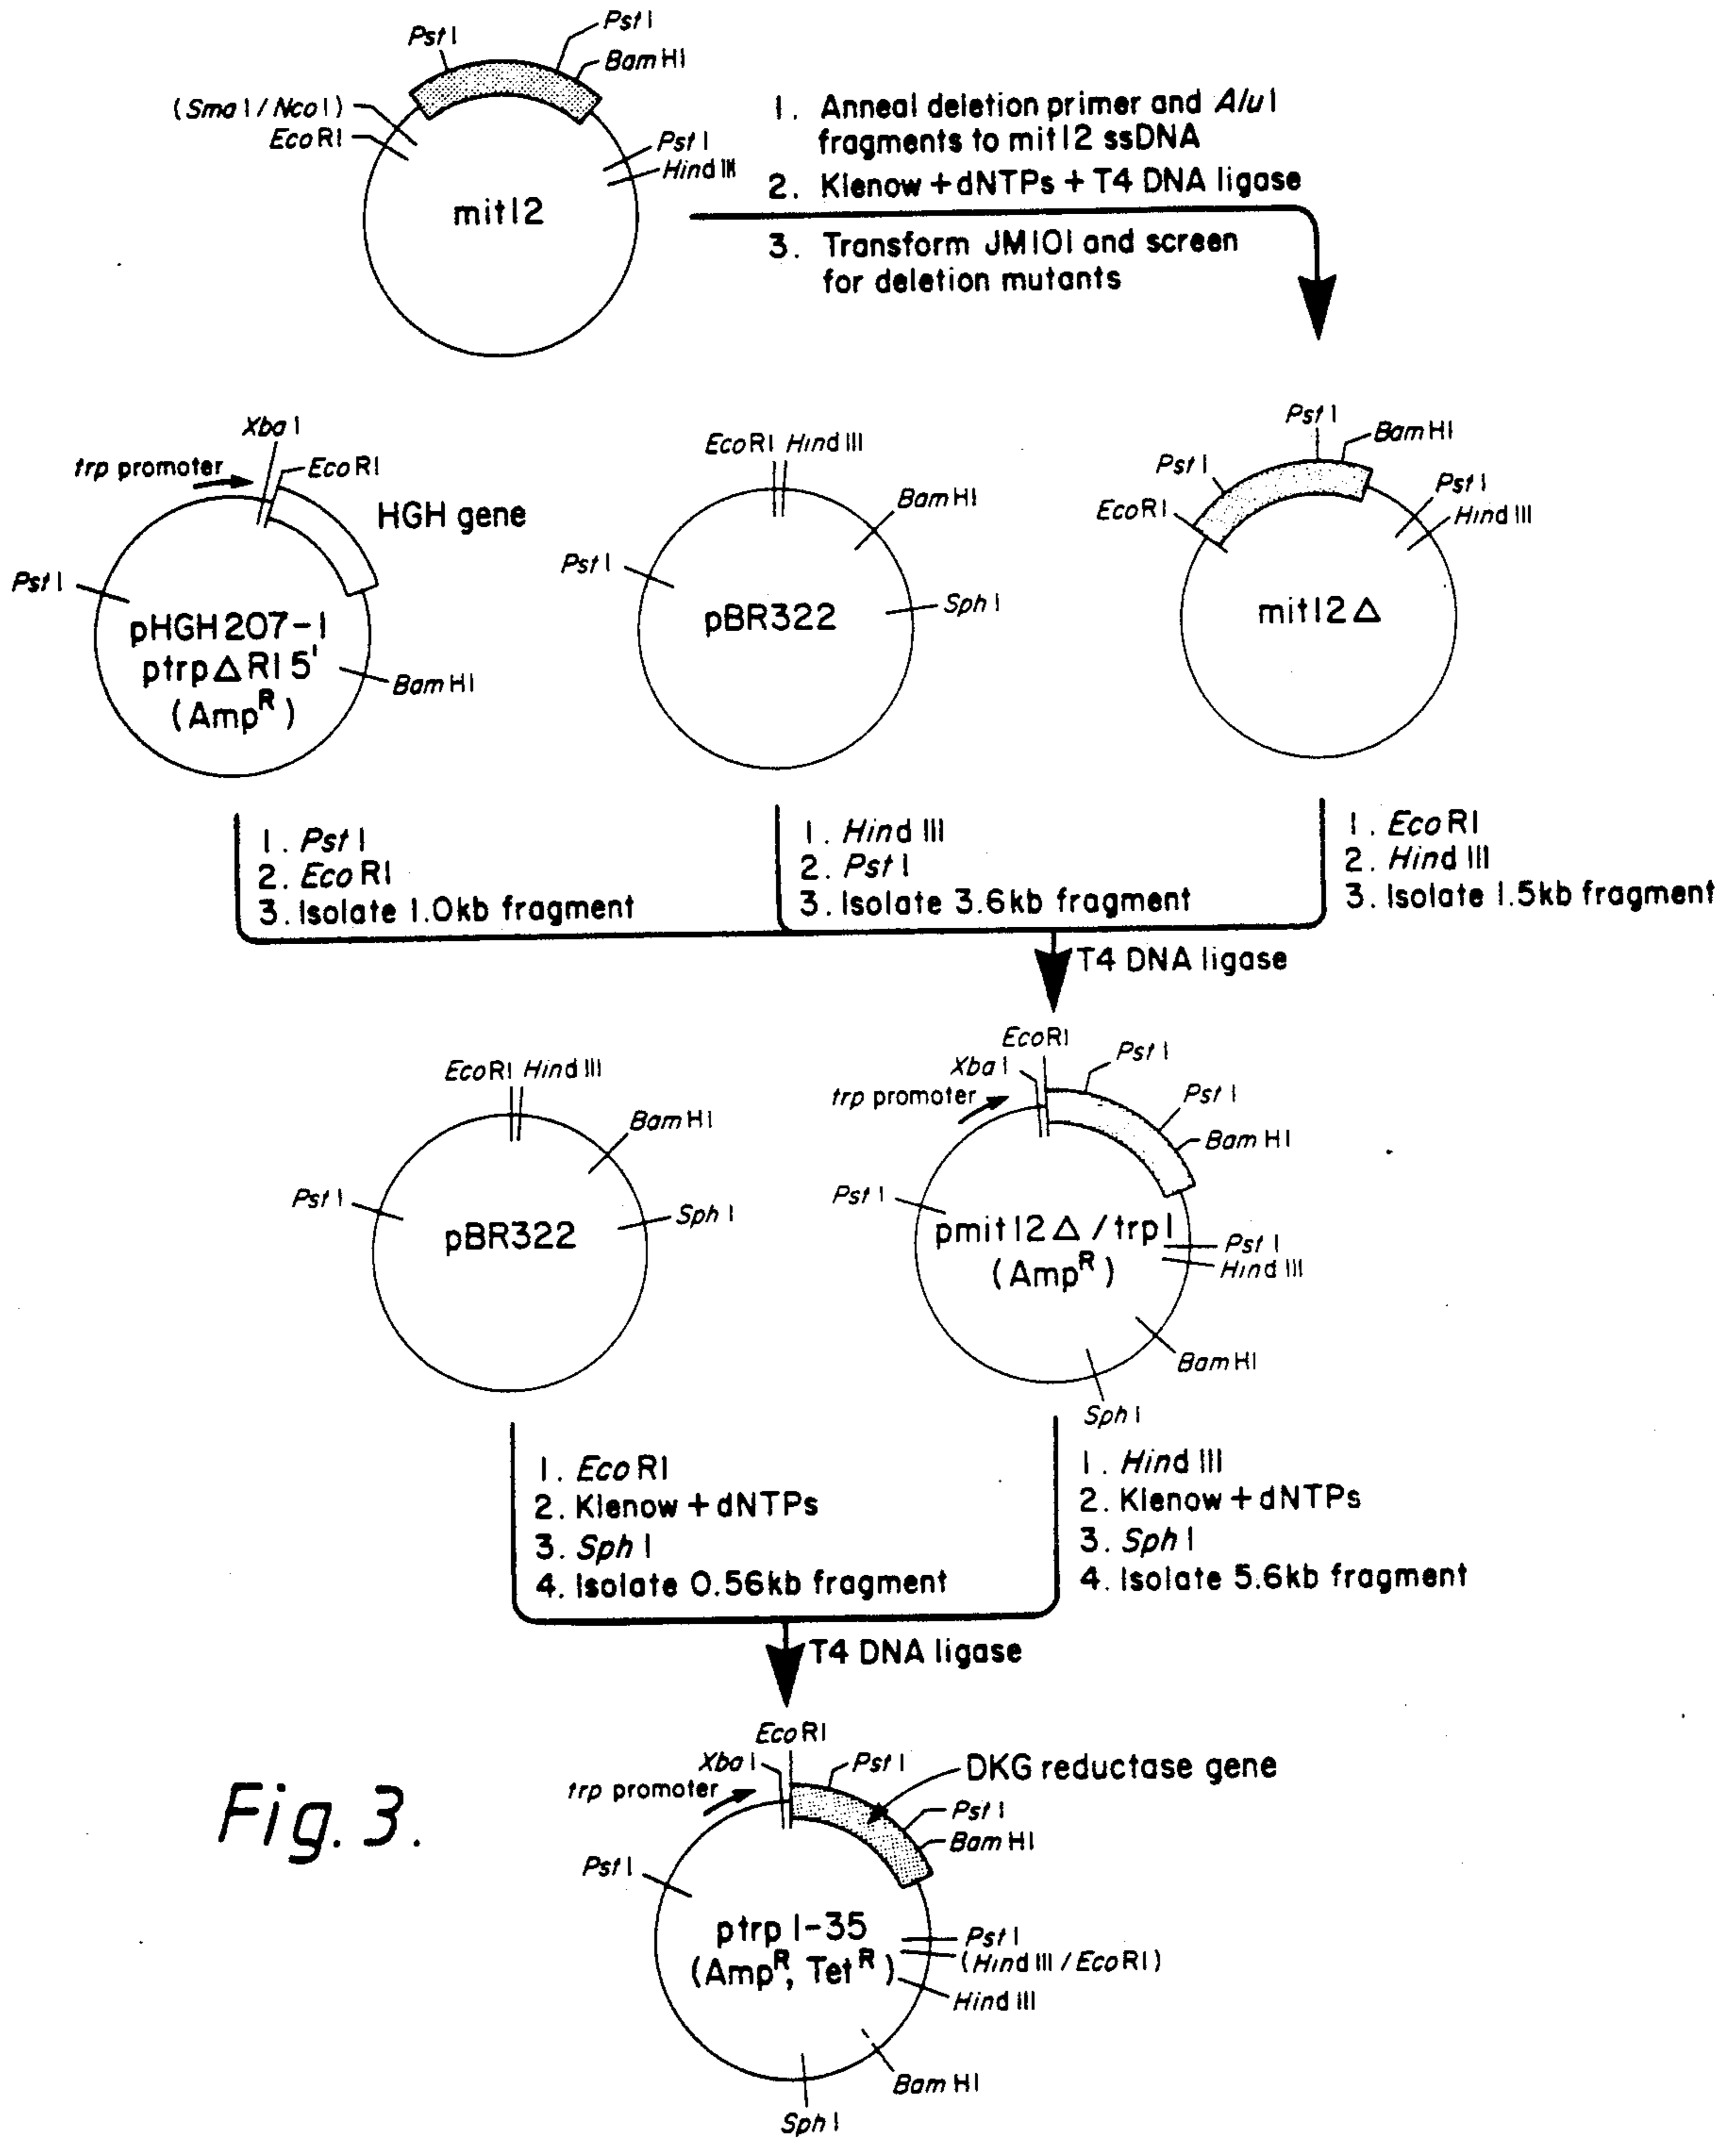 Pst I
Pst I
Bam HI
(Sma I / Nco I)
Eco RI
Pst I
Hind III
mit12
1. Anneal deletion primer and Alu I
fragments to mit12 ssDNA
2. Klenow + dNTPs + T4 DNA ligase
3. Transform JM101 and screen
for deletion mutants
Xba I
trp promoter
Eco RI
HGH gene
Pst I
pHGH207-1
ptrp△RI 5'
(Amp^R)
Bam HI
Eco RI Hind III
Bam HI
Pst I
Sph I
pBR322
Pst I
Bam HI
Pst I
Eco RI
Pst I
Hind III
mit12△
1. Pst I
2. Eco RI
3. Isolate 1.0kb fragment
1. Hind III
2. Pst I
3. Isolate 3.6kb fragment
1. Eco RI
2. Hind III
3. Isolate 1.5kb fragment
T4 DNA ligase
Eco RI Hind III
Bam HI
Pst I
Sph I
pBR322
Eco RI
Xba I
Pst I
trp promoter
Pst I
Bam HI
Pst I
pmit12△/trp1
(Amp^R)
Pst I
Hind III
Bam HI
Sph I
1. Eco RI
2. Klenow + dNTPs
3. Sph I
4. Isolate 0.56kb fragment
1. Hind III
2. Klenow + dNTPs
3. Sph I
4. Isolate 5.6kb fragment
T4 DNA ligase
Eco RI
Xba I
Pst I
DKG reductase gene
trp promoter
Pst I
Bam HI
Fig. 3.
Pst I
ptrp 1-35
(Amp^R, Tet^R)
Pst I
(Hind III / Eco RI)
Hind III
Bam HI
Sph I